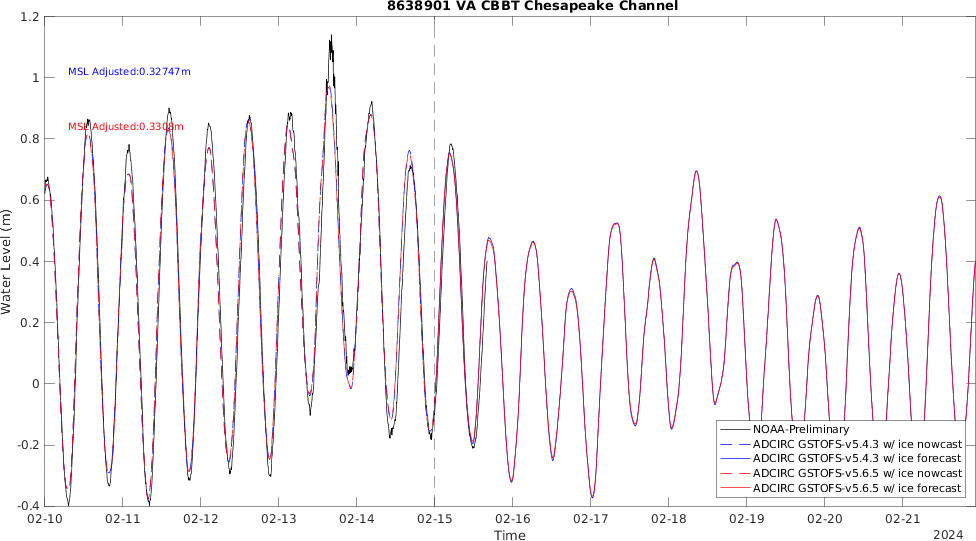 8638901 VA CBBT Chesapeake Channel
1.2
1
0.8
0.6
0.4
0.2
0
-0.2
-0.4
Water Level (m)
MSL Adjusted:0.32747m
MSL Adjusted:0.3308m
NOAA-Preliminary
ADCIRC GSTOFS-v5.4.3 w/ ice nowcast
ADCIRC GSTOFS-v5.4.3 w/ ice forecast
ADCIRC GSTOFS-v5.6.5 w/ ice nowcast
ADCIRC GSTOFS-v5.6.5 w/ ice forecast
02-10 02-11 02-12 02-13 02-14 02-15 02-16 02-17 02-18 02-19 02-20 02-21
Time
2024